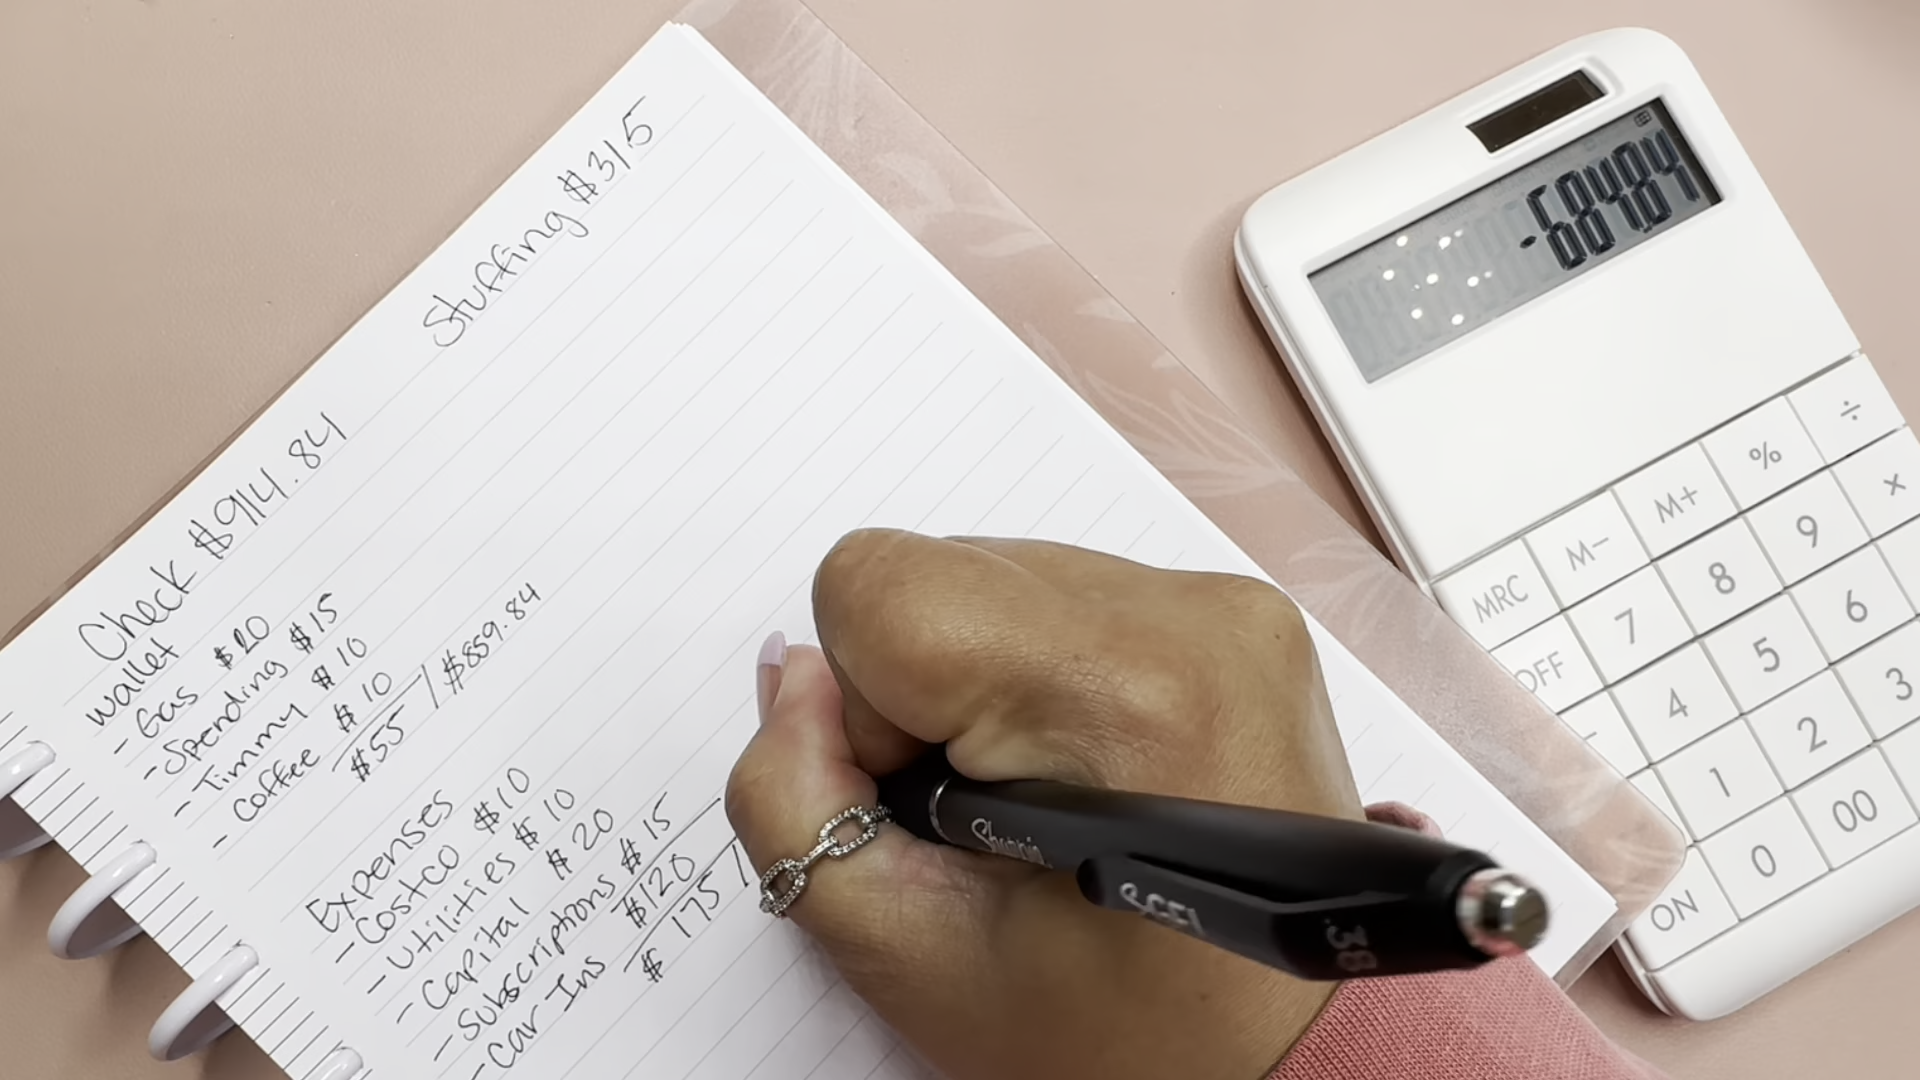 Stuffing $315
Check $914.84
Wallet
- Gas $20
- Spending $15
- Timmy $10
- Coffee $10
$55 / $859.84
Expenses
- Costco $10
- Utilities $10
- Capital $20
- Subscriptions $15
- Car Ins $120
$175 /
Sharpie
S·GEL
.38
-684.84
÷
% ×
M+ 9
M- 8 6
MRC 7 5 3
OFF 4 2
- 1 00
ON 0